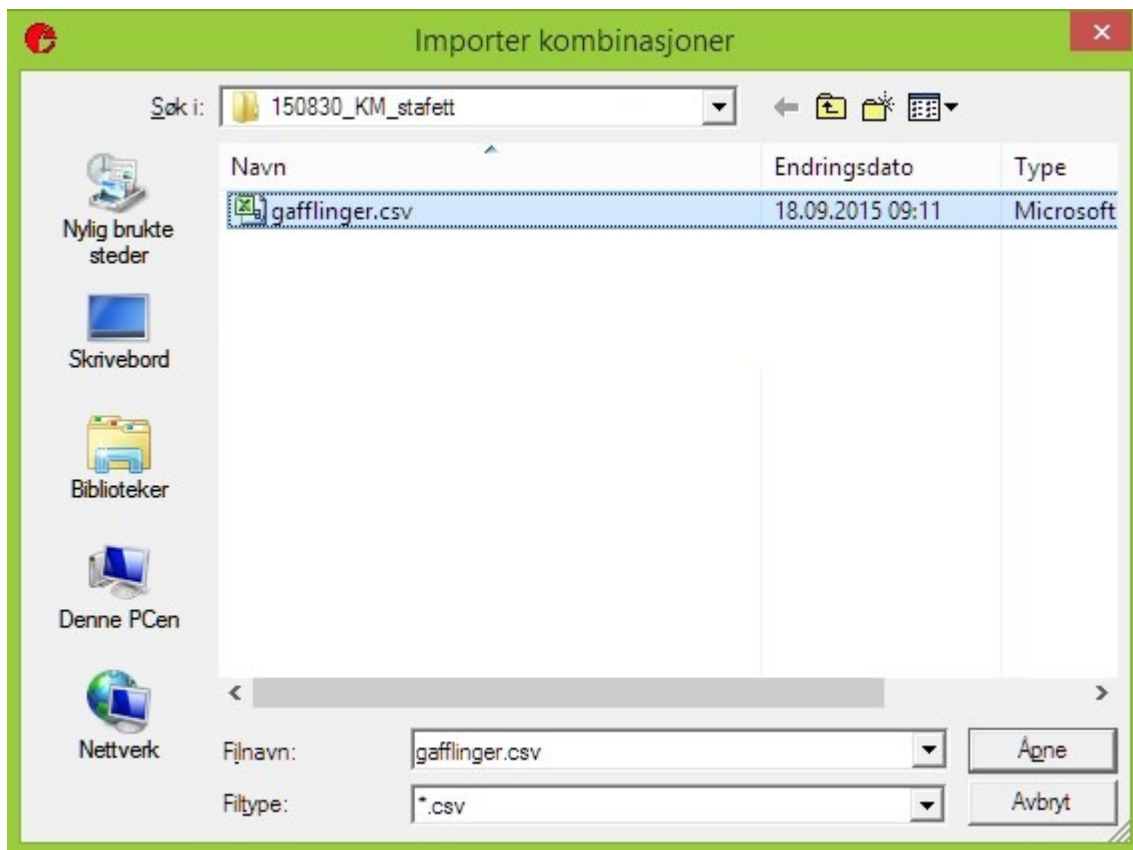 Importer kombinasjoner
Søk i:
150830_KM_stafett
Navn
Endringsdato
Type
gafflinger.csv
18.09.2015 09:11
Microsoft
Nylig brukte
steder
Skrivebord
Biblioteker
Denne PCen
Nettverk
Filnavn:
gafflinger.csv
Åpne
Filtype:
*.csv
Avbryt